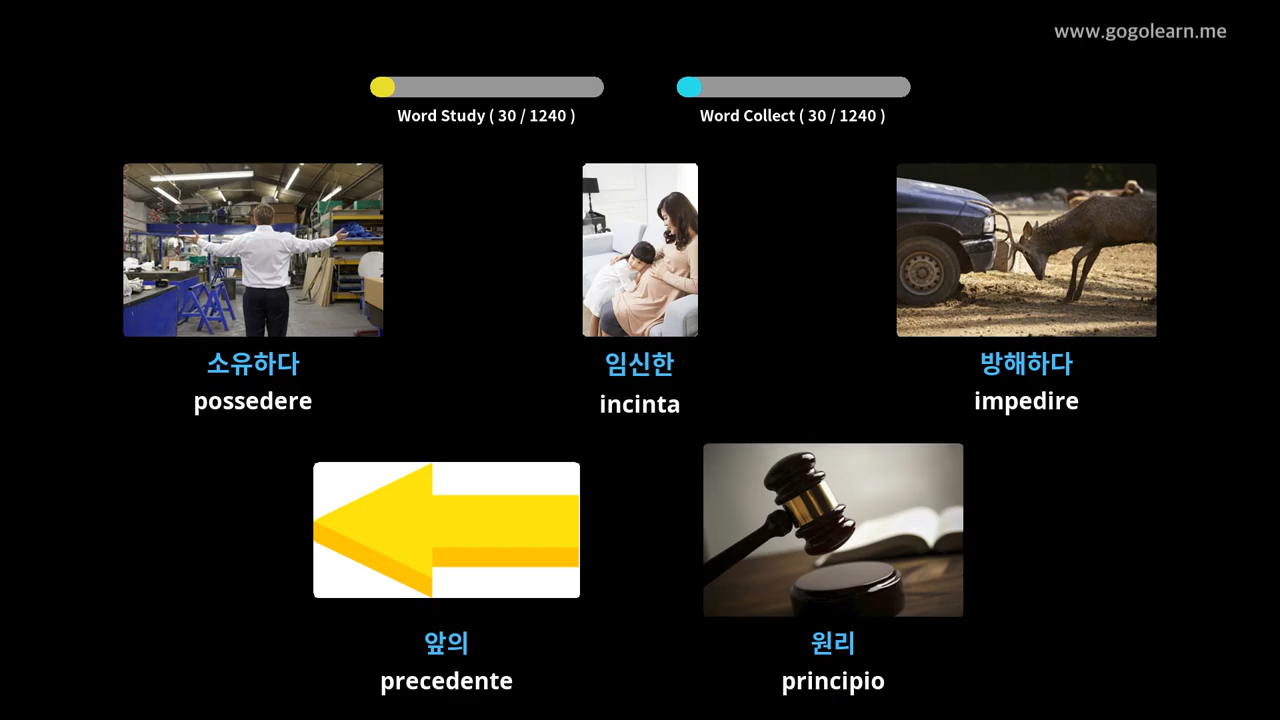 www.gogolearn.me
Word Study ( 30 / 1240 )
Word Collect ( 30 / 1240 )
소유하다
possedere
임신한
incinta
방해하다
impedire
앞의
precedente
원리
principio